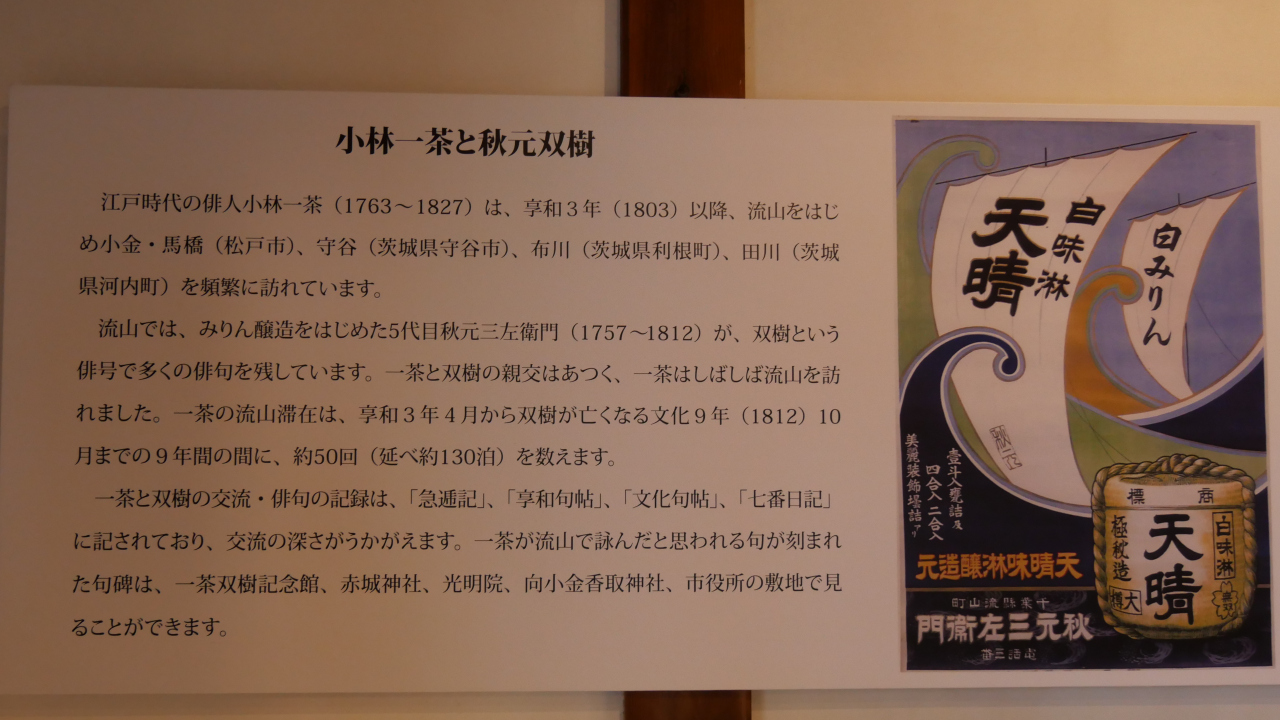 小林一茶と秋元双樹
江戸時代の俳人小林一茶（1763～1827）は、享和３年（1803）以降、流山をはじ
め小金・馬橋（松戸市）、守谷（茨城県守谷市）、布川（茨城県利根町）、田川（茨城
県河内町）を頻繁に訪れています。
流山では、みりん醸造をはじめた5代目秋元三左衛門（1757～1812）が、双樹という
俳号で多くの俳句を残しています。一茶と双樹の親交はあつく、一茶はしばしば流山を訪
れました。一茶の流山滞在は、享和３年４月から双樹が亡くなる文化９年（1812）10
月までの９年間の間に、約50回（延べ約130泊）を数えます。
一茶と双樹の交流・俳句の記録は、「急逓記」、「享和句帖」、「文化句帖」、「七番日記」
に記されており、交流の深さがうかがえます。一茶が流山で詠んだと思われる句が刻まれ
た句碑は、一茶双樹記念館、赤城神社、光明院、向小金香取神社、市役所の敷地で見
ることができます。
白味淋
天晴
白みりん
壹斗入甕詰及
四合入二合入
美麗装飾壜詰アリ
標商
白味淋
天晴
極秘造
大樽
元造釀淋味晴天
町山流縣葉千
門衞左三元秋
番三話電